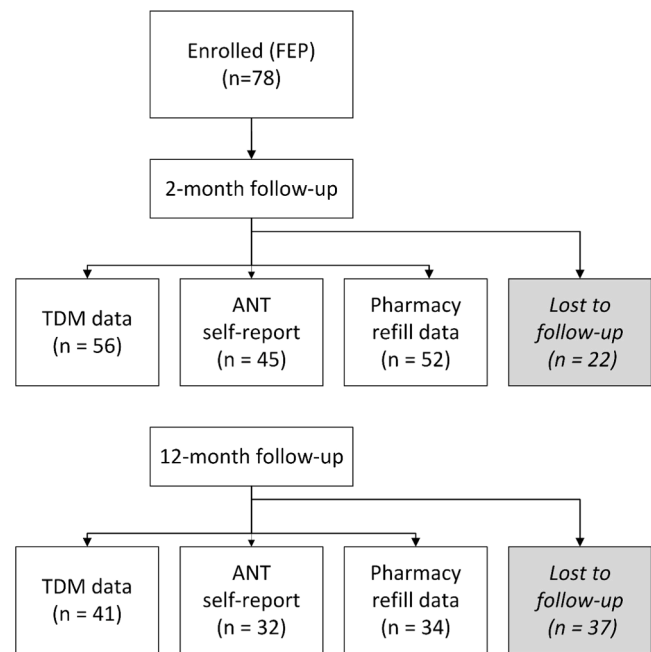 Enrolled (FEP)
(n=78)
2-month follow-up
TDM data
(n = 56)
ANT
self-report
(n = 45)
Pharmacy
refill data
(n = 52)
Lost to
follow-up
(n = 22)
12-month follow-up
TDM data
(n = 41)
ANT
self-report
(n = 32)
Pharmacy
refill data
(n = 34)
Lost to
follow-up
(n = 37)